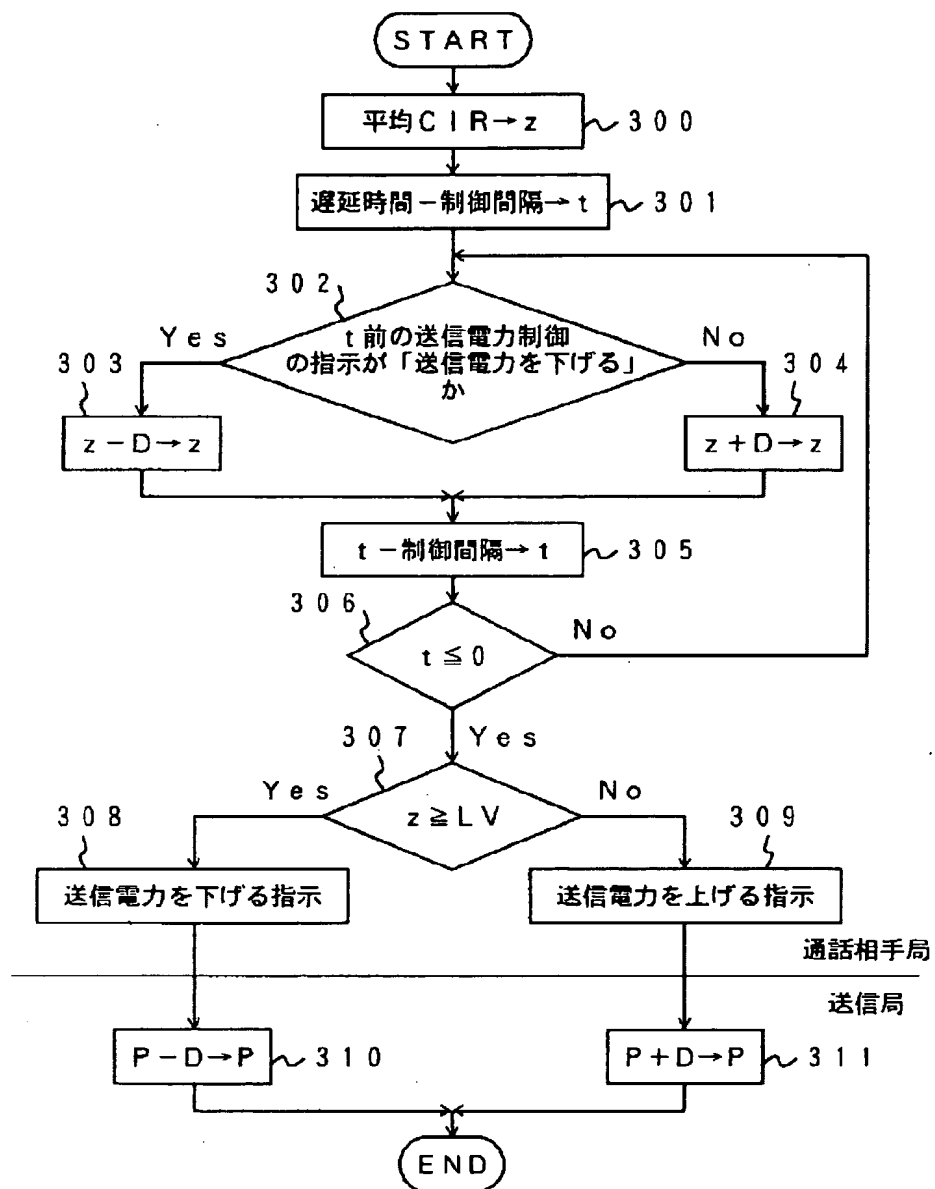 START
平均CIR→z
300
遅延時間－制御間隔→t
301
302
t前の送信電力制御
の指示が「送信電力を下げる」
か
Yes
No
303
z－D→z
304
z＋D→z
t－制御間隔→t
305
306
t≦0
No
Yes
307
z≧LV
Yes
No
308
送信電力を下げる指示
309
送信電力を上げる指示
通話相手局
送信局
P－D→P
310
P＋D→P
311
END